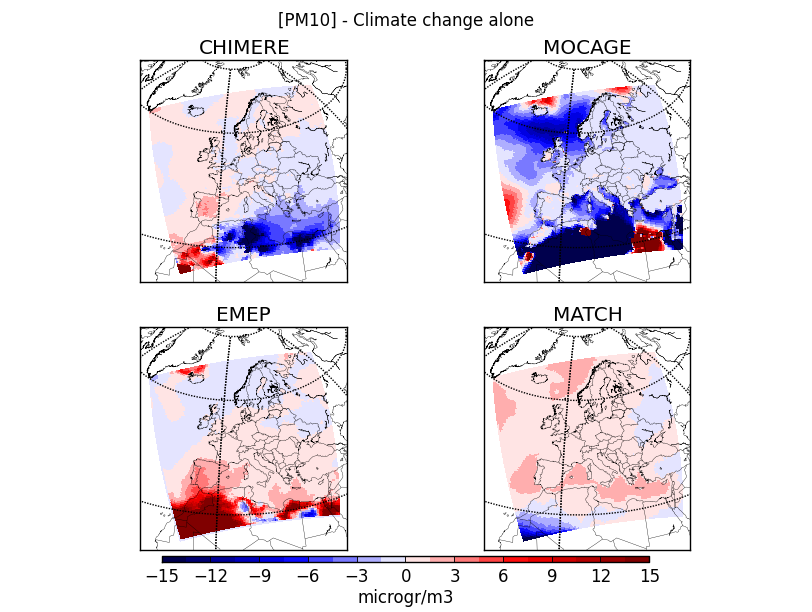 [PM10] - Climate change alone
CHIMERE
MOCAGE
EMEP
MATCH
−15 −12 −9 −6 −3 0 3 6 9 12 15
microgr/m3